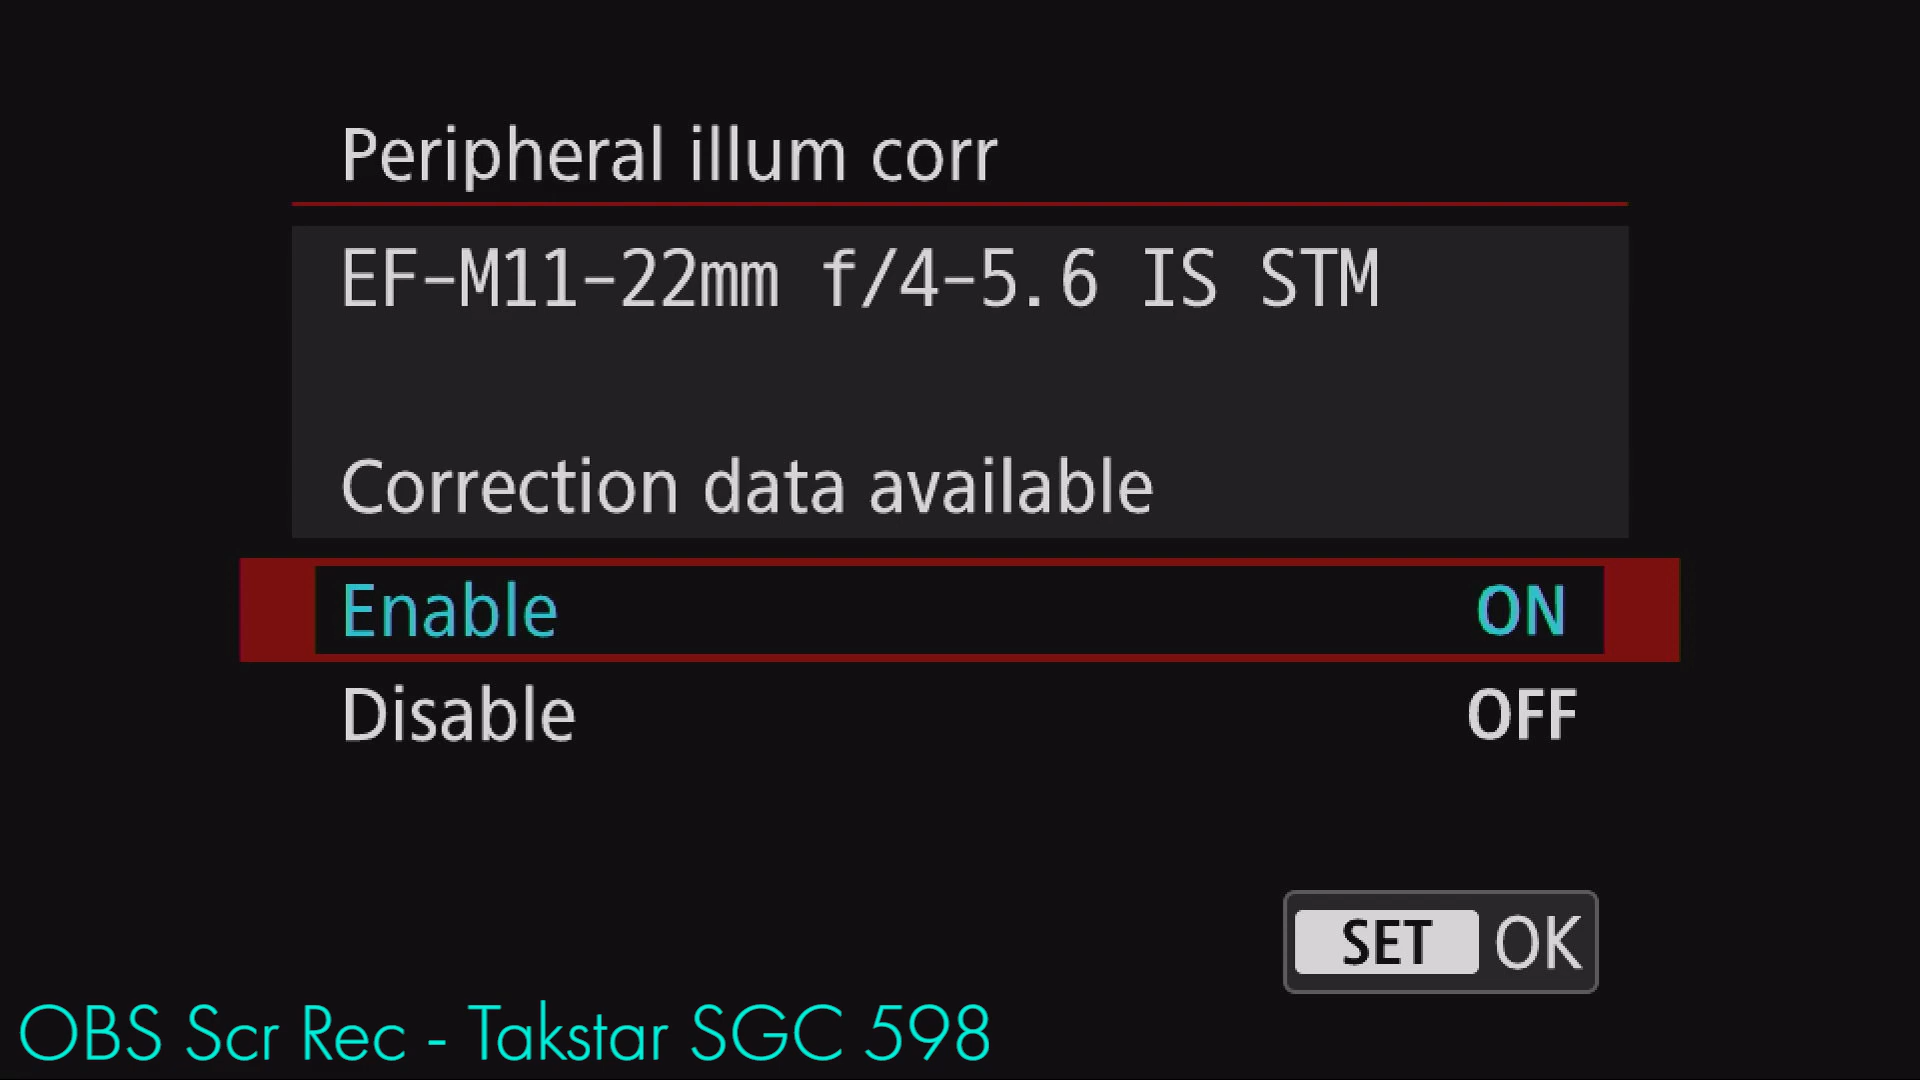 Peripheral illum corr
EF-M11-22mm f/4-5.6 IS STM
Correction data available
Enable ON
Disable OFF
SET OK
OBS Scr Rec - Takstar SGC 598